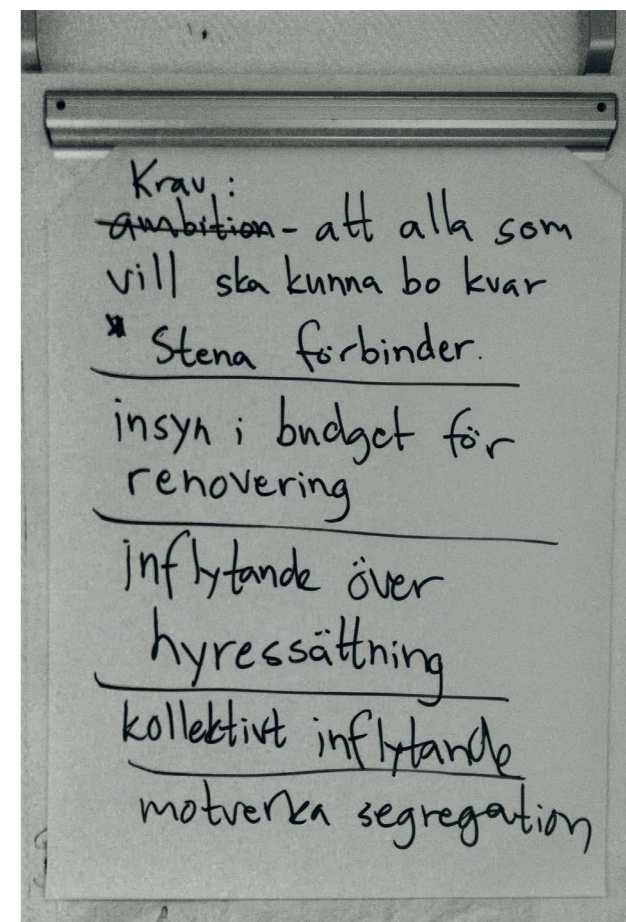 Krav:
ambition - att alla som
vill ska kunna bo kvar
* Stena förbinder.
insyn i budget för
renovering
inflytande över
hyressättning
kollektivt inflytande
motverka segregation